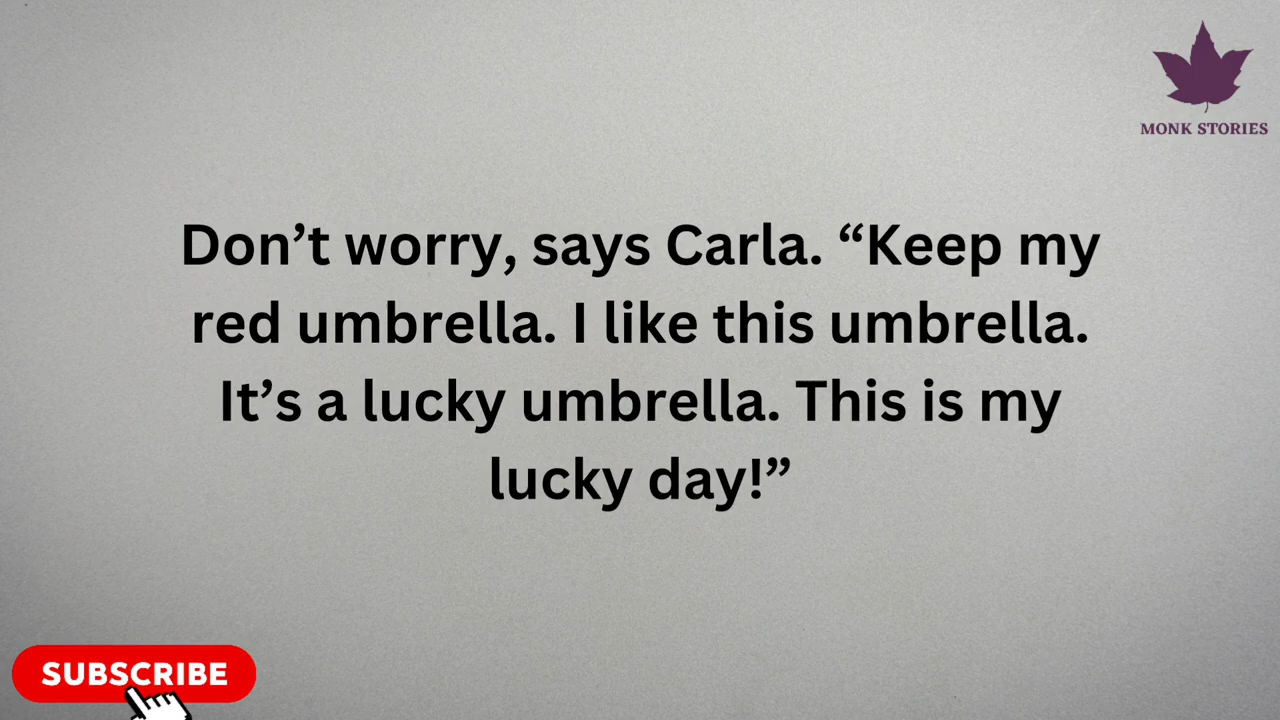 MONK STORIES
Don’t worry, says Carla. “Keep my
red umbrella. I like this umbrella.
It’s a lucky umbrella. This is my
lucky day!”
SUBSCRIBE